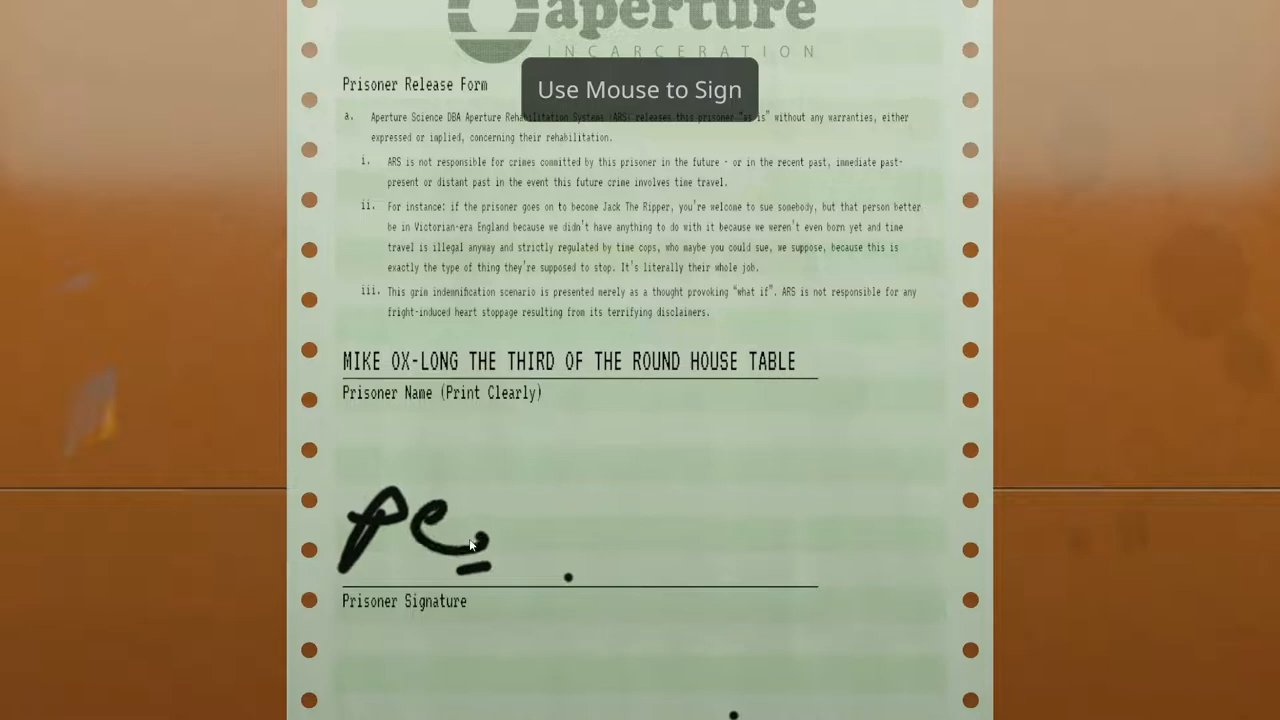 aperture
INCARCERATION
Prisoner Release Form
Use Mouse to Sign
a. Aperture Science DBA Aperture Rehabilitation Systems (ARS) releases this prisoner "as is" without any warranties, either
expressed or implied, concerning their rehabilitation.
i. ARS is not responsible for crimes committed by this prisoner in the future - or in the recent past, immediate past-
present or distant past in the event this future crime involves time travel.
ii. For instance: if the prisoner goes on to become Jack The Ripper, you're welcome to sue somebody, but that person better
be in Victorian-era England because we didn't have anything to do with it because we weren't even born yet and time
travel is illegal anyway and strictly regulated by time cops, who maybe you could sue, we suppose, because this is
exactly the type of thing they're supposed to stop. It's literally their whole job.
iii. This grim indemnification scenario is presented merely as a thought provoking "what if". ARS is not responsible for any
fright-induced heart stoppage resulting from its terrifying disclaimers.
MIKE OX-LONG THE THIRD OF THE ROUND HOUSE TABLE
Prisoner Name (Print Clearly)
pe
Prisoner Signature